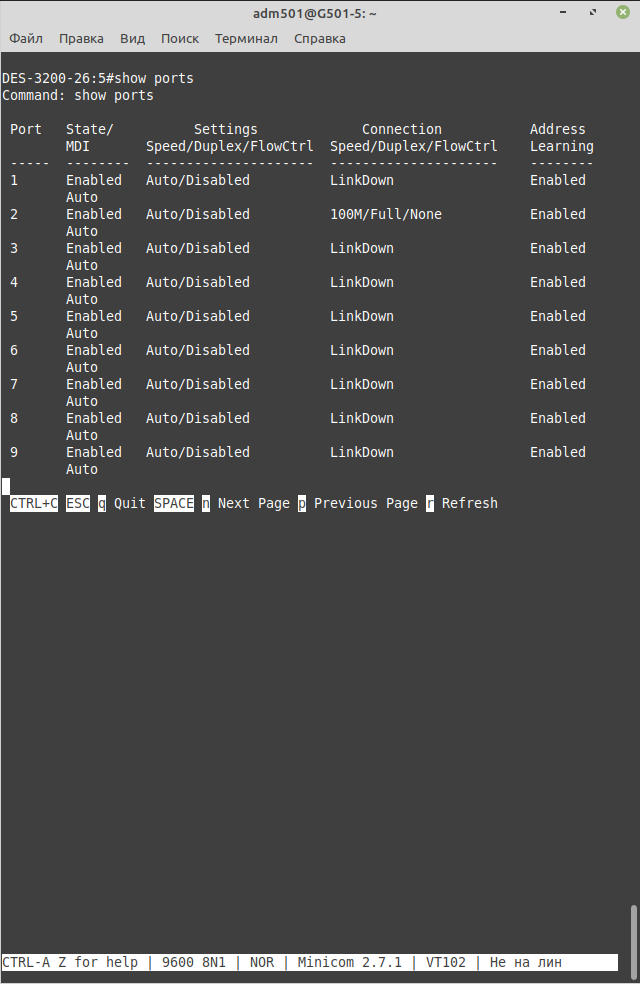 adm501@G501-5: ~
Файл Правка Вид Поиск Терминал Справка
DES-3200-26:5#show ports
Command: show ports
Port State/ Settings Connection Address
MDI Speed/Duplex/FlowCtrl Speed/Duplex/FlowCtrl Learning
----- -------- --------------------- --------------------- --------
1 Enabled Auto/Disabled LinkDown Enabled
Auto
2 Enabled Auto/Disabled 100M/Full/None Enabled
Auto
3 Enabled Auto/Disabled LinkDown Enabled
Auto
4 Enabled Auto/Disabled LinkDown Enabled
Auto
5 Enabled Auto/Disabled LinkDown Enabled
Auto
6 Enabled Auto/Disabled LinkDown Enabled
Auto
7 Enabled Auto/Disabled LinkDown Enabled
Auto
8 Enabled Auto/Disabled LinkDown Enabled
Auto
9 Enabled Auto/Disabled LinkDown Enabled
Auto
CTRL+C ESC q Quit SPACE n Next Page p Previous Page r Refresh
CTRL-A Z for help | 9600 8N1 | NOR | Minicom 2.7.1 | VT102 | Не на лин